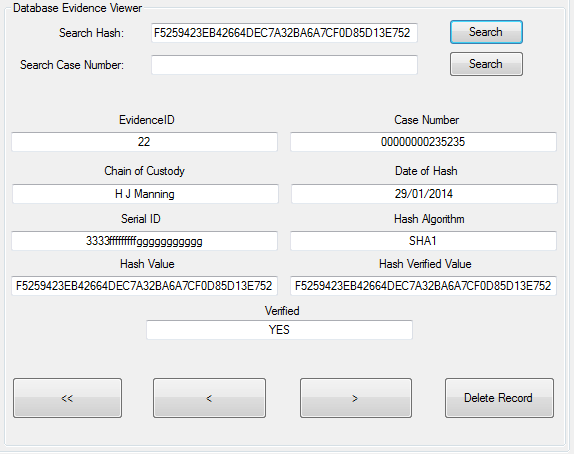 Database Evidence Viewer
Search Hash: F5259423EB42664DEC7A32BA6A7CF0D85D13E752 Search
Search Case Number: Search
EvidenceID Case Number
22 00000000235235
Chain of Custody Date of Hash
H J Manning 29/01/2014
Serial ID Hash Algorithm
3333fffffffffggggggggggg SHA1
Hash Value Hash Verified Value
F5259423EB42664DEC7A32BA6A7CF0D85D13E752 F5259423EB42664DEC7A32BA6A7CF0D85D13E752
Verified
YES
<< < > Delete Record